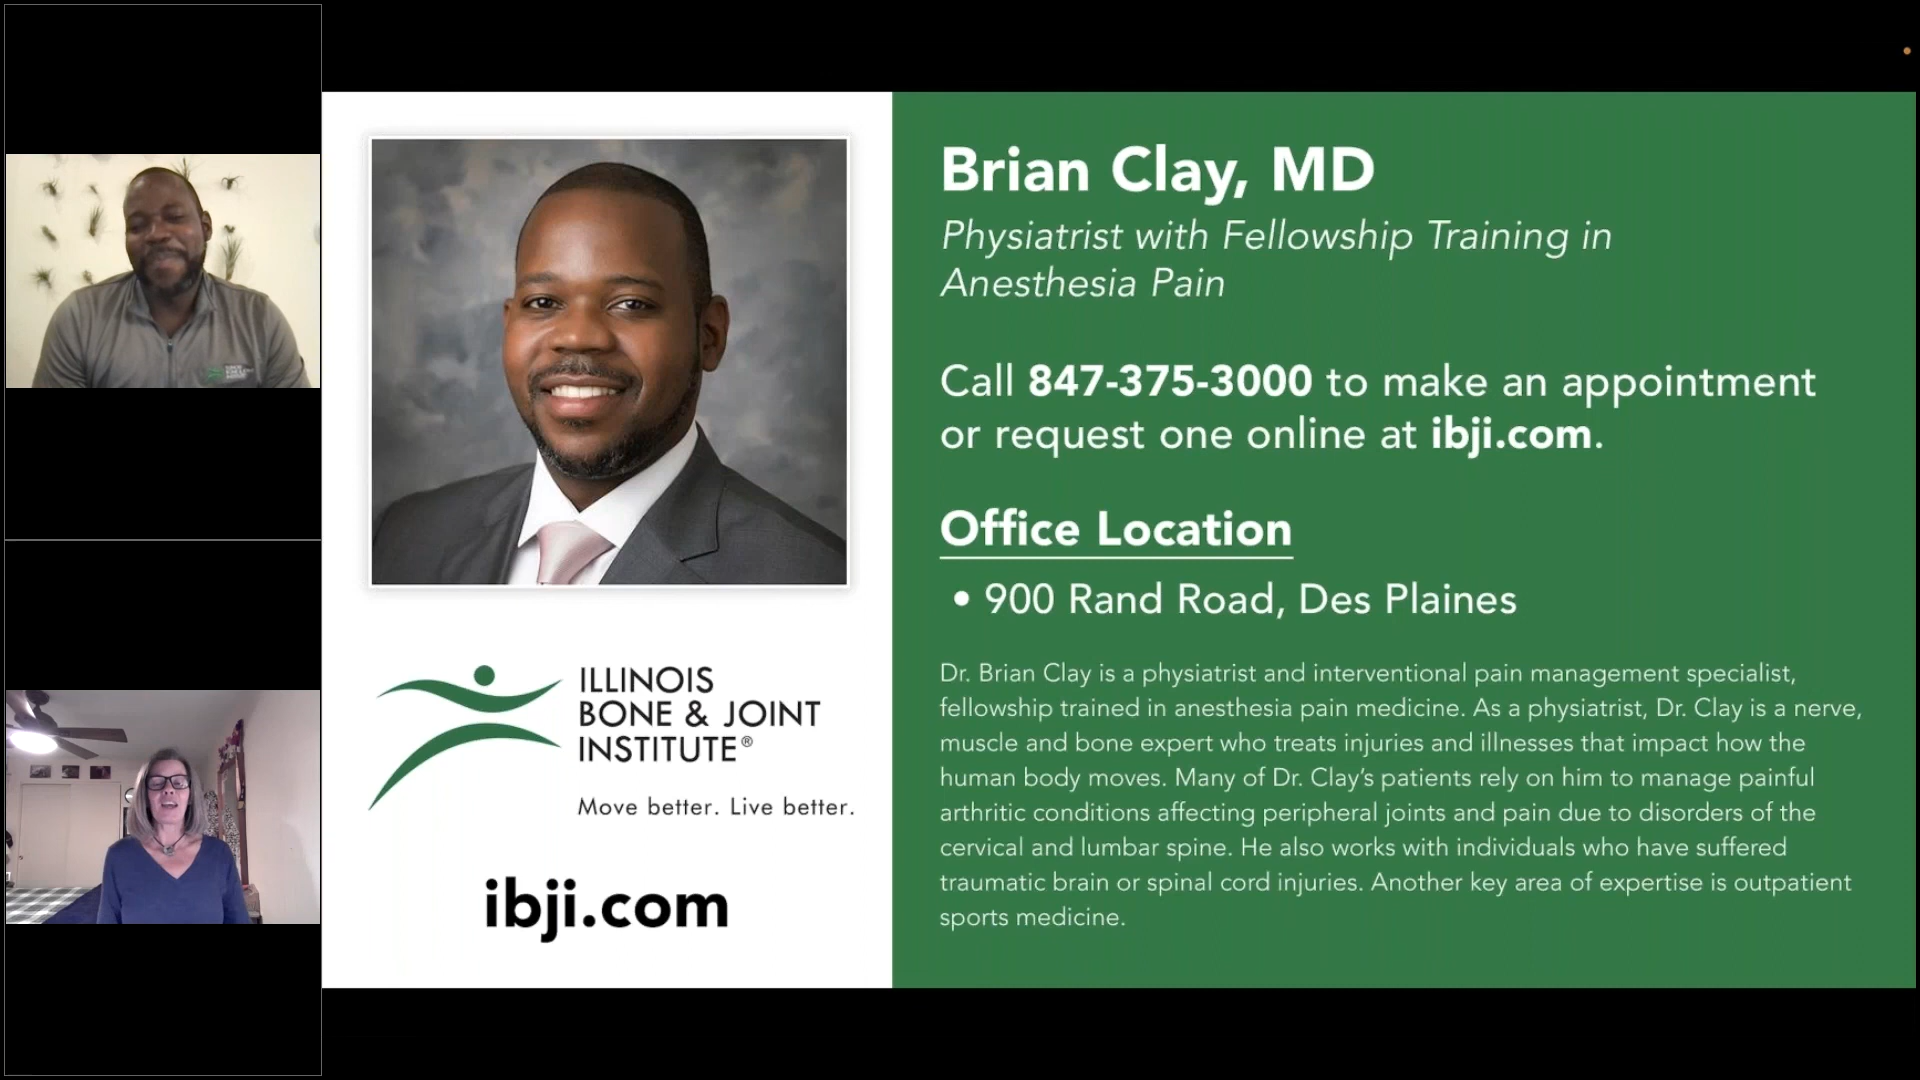 Brian Clay, MD
Physiatrist with Fellowship Training in
Anesthesia Pain
Call 847-375-3000 to make an appointment
or request one online at ibji.com.
Office Location
• 900 Rand Road, Des Plaines
Dr. Brian Clay is a physiatrist and interventional pain management specialist,
fellowship trained in anesthesia pain medicine. As a physiatrist, Dr. Clay is a nerve,
muscle and bone expert who treats injuries and illnesses that impact how the
human body moves. Many of Dr. Clay's patients rely on him to manage painful
arthritic conditions affecting peripheral joints and pain due to disorders of the
cervical and lumbar spine. He also works with individuals who have suffered
traumatic brain or spinal cord injuries. Another key area of expertise is outpatient
sports medicine.
ILLINOIS
BONE & JOINT
INSTITUTE®
Move better. Live better.
ibji.com